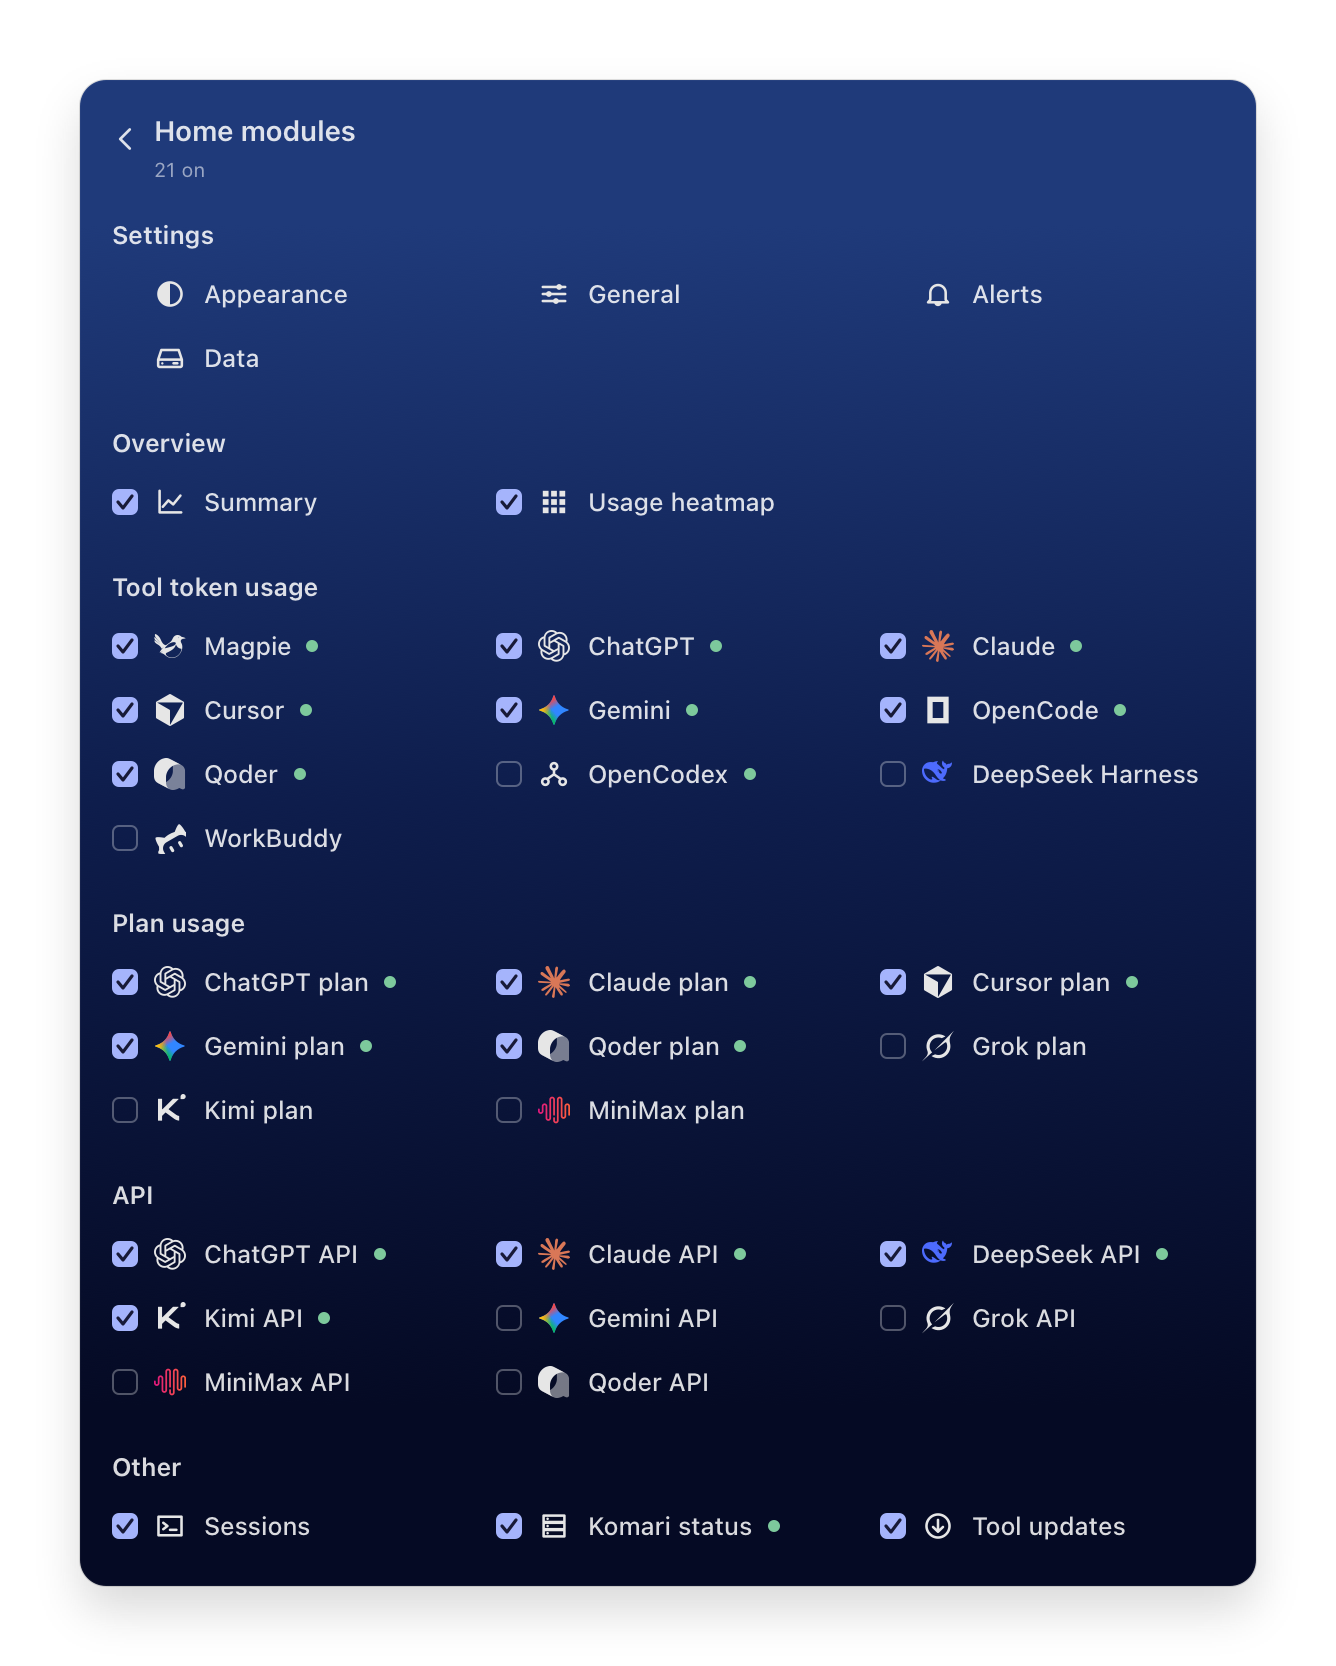 Home modules
21 on
Settings
Appearance
General
Alerts
Data
Overview
Summary
Usage heatmap
Tool token usage
Magpie
ChatGPT
Claude
Cursor
Gemini
OpenCode
Qoder
OpenCodex
DeepSeek Harness
WorkBuddy
Plan usage
ChatGPT plan
Claude plan
Cursor plan
Gemini plan
Qoder plan
Grok plan
Kimi plan
MiniMax plan
API
ChatGPT API
Claude API
DeepSeek API
Kimi API
Gemini API
Grok API
MiniMax API
Qoder API
Other
Sessions
Komari status
Tool updates